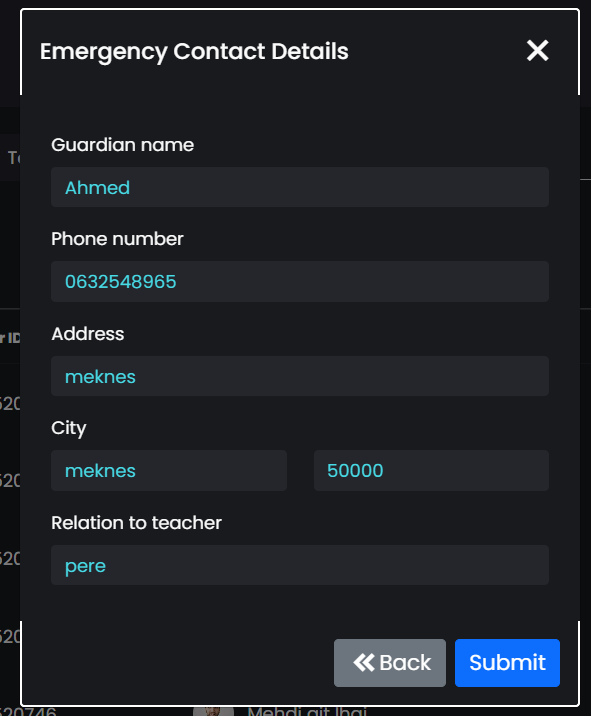 Emergency Contact Details
Guardian name
Ahmed
Phone number
0632548965
Address
meknes
City
meknes 50000
Relation to teacher
pere
Back Submit